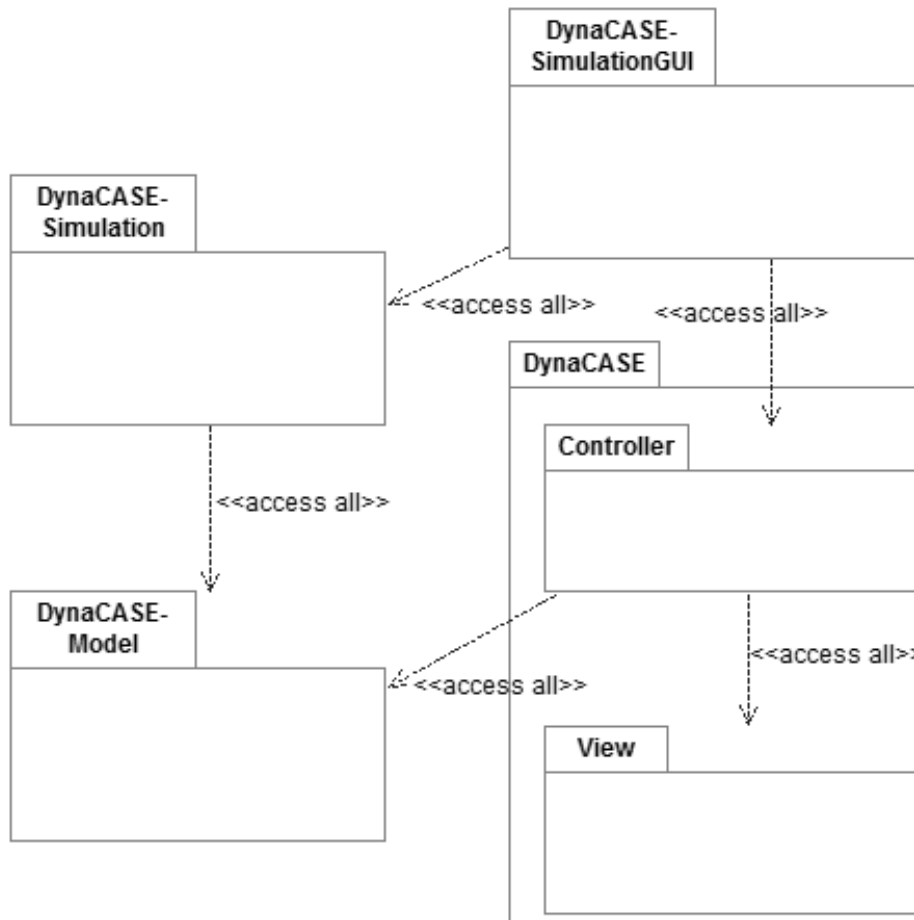 DynaCASE-
SimulationGUI
DynaCASE-
Simulation
<<access all>>
<<access all>>
DynaCASE
Controller
<<access all>>
DynaCASE-
Model
<<access all>>
<<access all>>
View